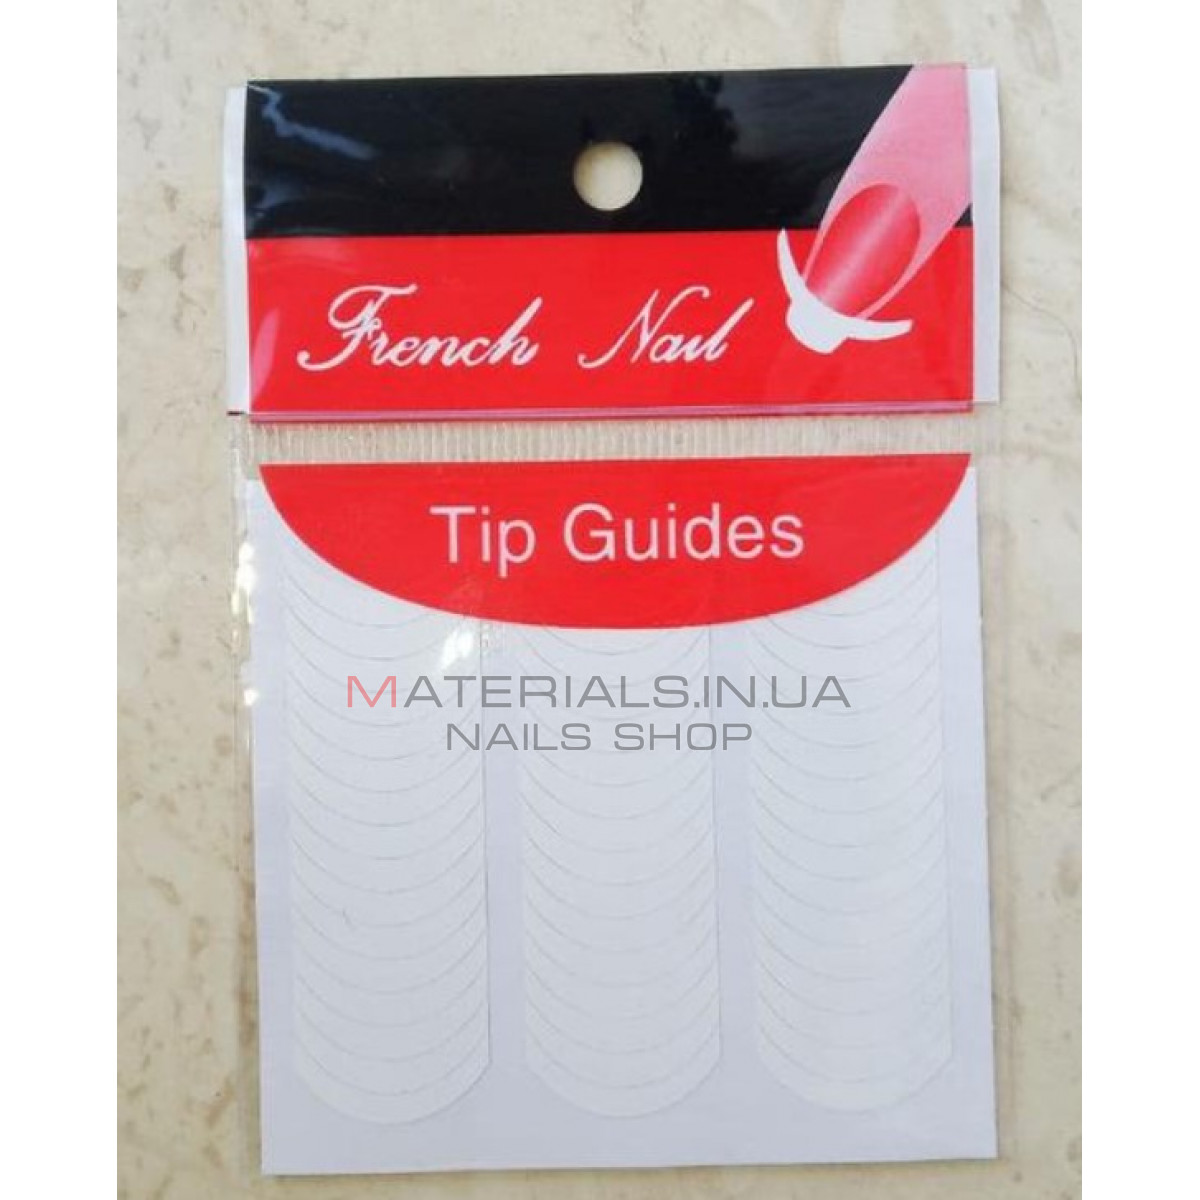 French Nail
Tip Guides
MATERIALS.IN.UA
NAILS SHOP